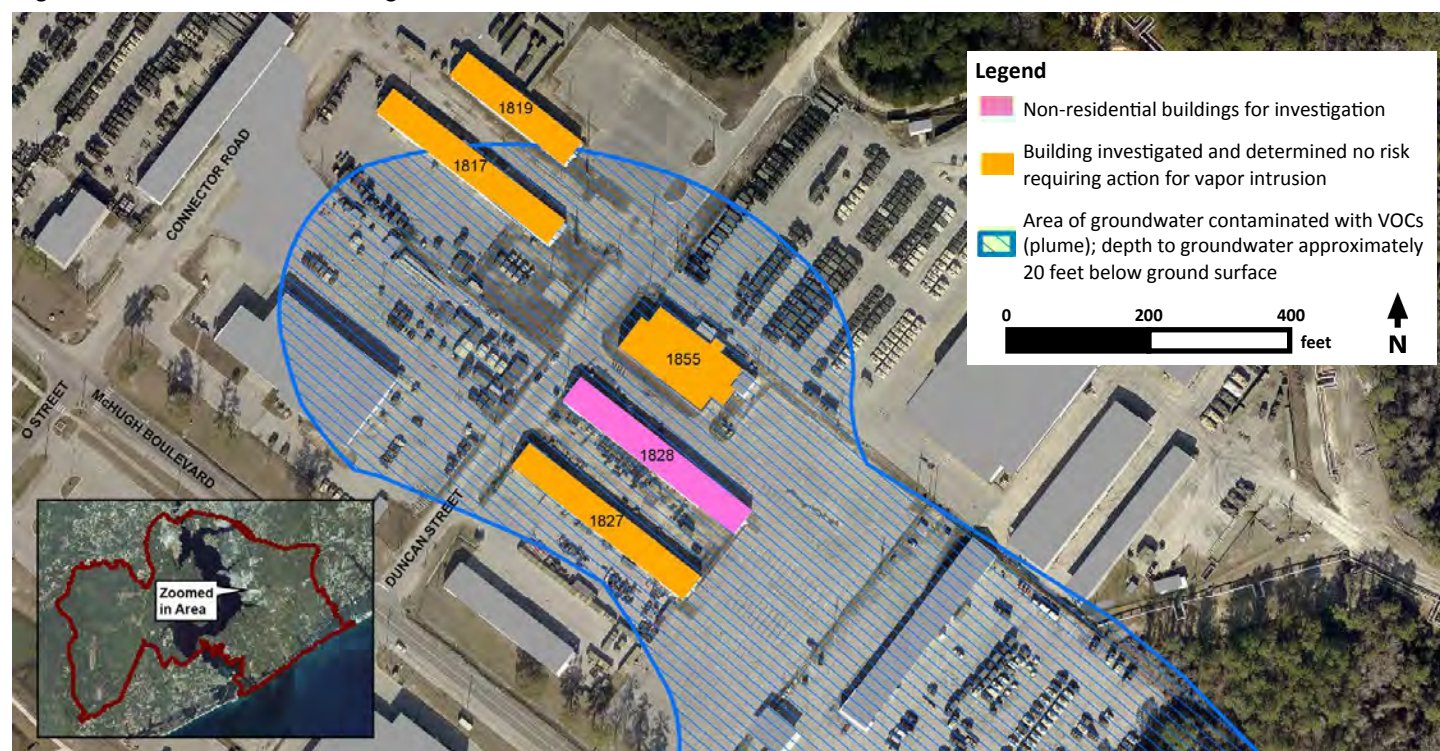 Legend
Non-residential buildings for investigation
Building investigated and determined no risk
requiring action for vapor intrusion
Area of groundwater contaminated with VOCs
(plume); depth to groundwater approximately
20 feet below ground surface
0 200 400
feet
N
1819
1817
CONNECTOR ROAD
1855
O STREET
McHUGH BOULEVARD
1828
1827
DUNCAN STREET
Zoomed
in Area